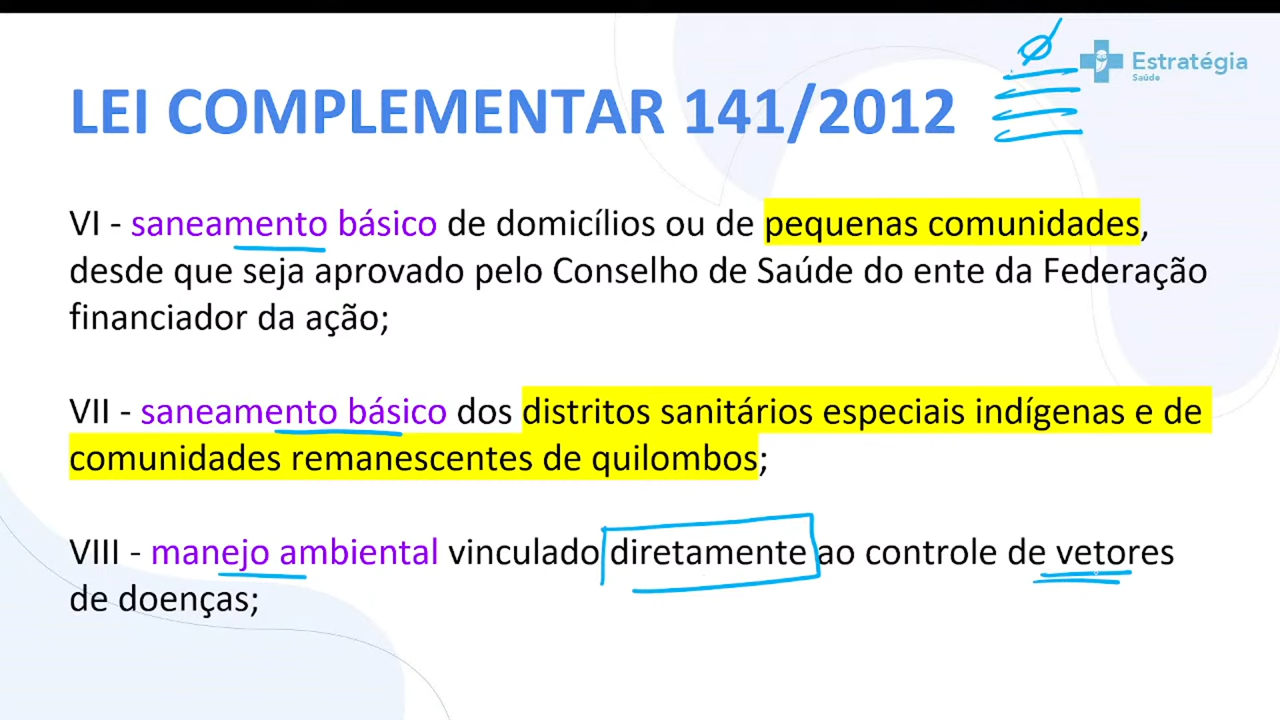 Estratégia
Saúde
LEI COMPLEMENTAR 141/2012
VI - saneamento básico de domicílios ou de pequenas comunidades,
desde que seja aprovado pelo Conselho de Saúde do ente da Federação
financiador da ação;
VII - saneamento básico dos distritos sanitários especiais indígenas e de
comunidades remanescentes de quilombos;
VIII - manejo ambiental vinculado diretamente ao controle de vetores
de doenças;